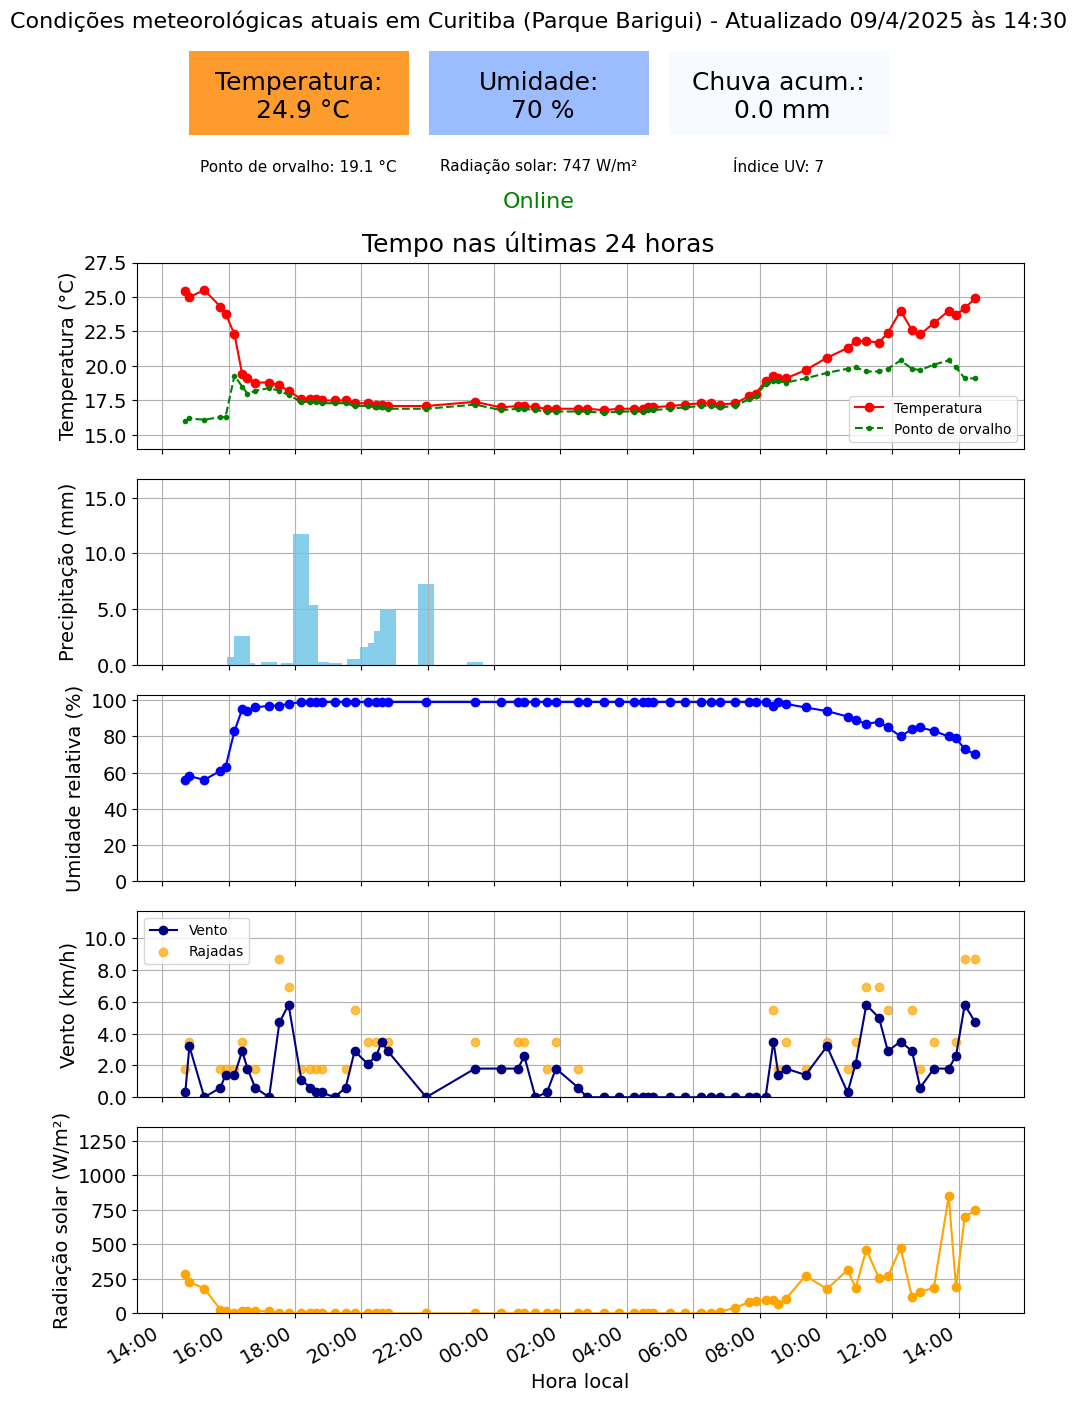 Condições meteorológicas atuais em Curitiba (Parque Barigui) - Atualizado 09/4/2025 às 14:30
Temperatura:
24.9 °C
Umidade:
70 %
Chuva acum.:
0.0 mm
Ponto de orvalho: 19.1 °C
Radiação solar: 747 W/m²
Índice UV: 7
Online
Tempo nas últimas 24 horas
Temperatura (°C)
27.5
25.0
22.5
20.0
17.5
15.0
Temperatura
Ponto de orvalho
Precipitação (mm)
15.0
10.0
5.0
0.0
Umidade relativa (%)
100
80
60
40
20
0
Vento (km/h)
10.0
8.0
6.0
4.0
2.0
0.0
Vento
Rajadas
Radiação solar (W/m²)
1250
1000
750
500
250
0
14:00
16:00
18:00
20:00
22:00
00:00
02:00
04:00
06:00
08:00
10:00
12:00
14:00
Hora local